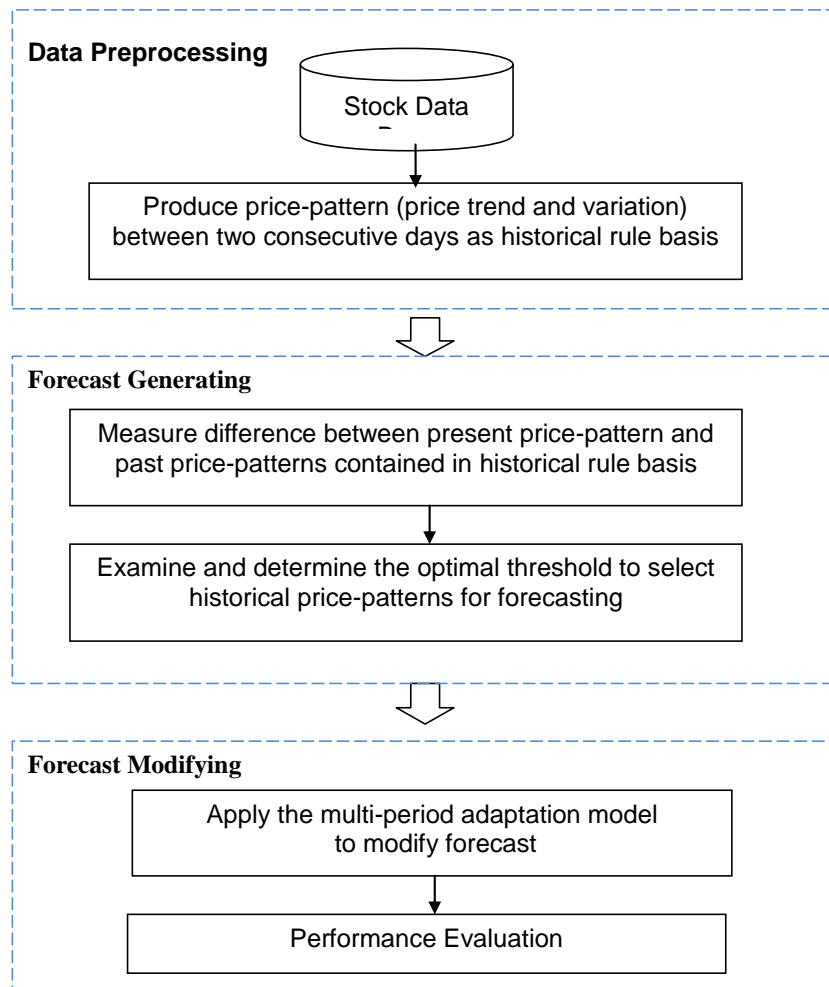 Data Preprocessing
Stock Data
Produce price-pattern (price trend and variation)
between two consecutive days as historical rule basis
Forecast Generating
Measure difference between present price-pattern and
past price-patterns contained in historical rule basis
Examine and determine the optimal threshold to select
historical price-patterns for forecasting
Forecast Modifying
Apply the multi-period adaptation model
to modify forecast
Performance Evaluation